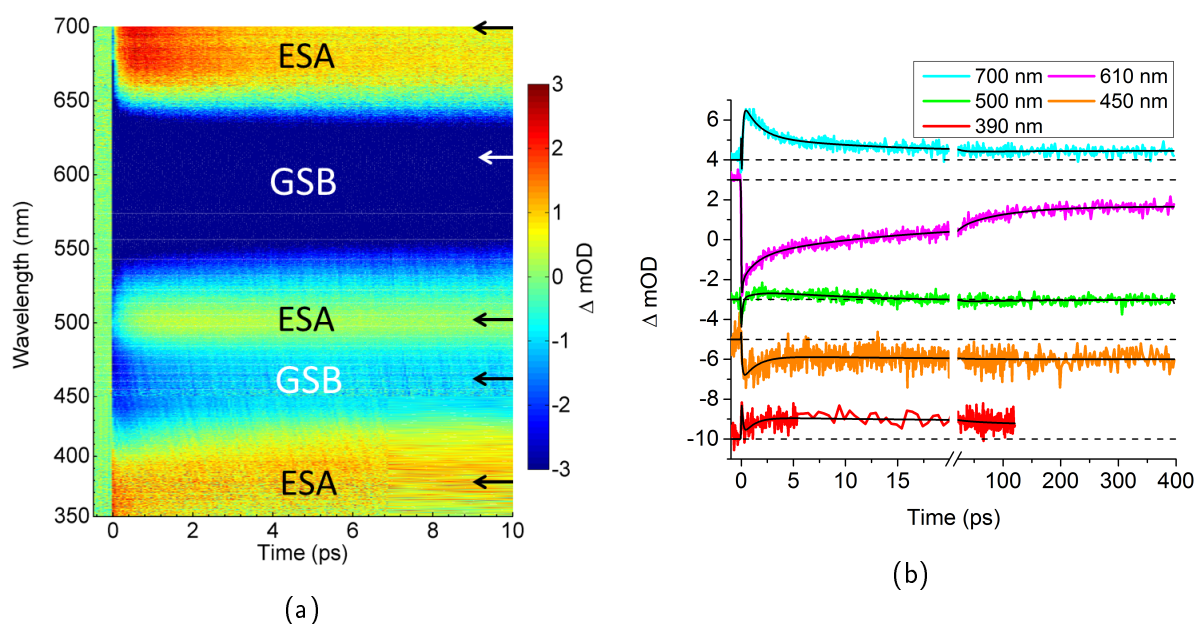 700
650
600
550
500
450
400
350
Wavelength (nm)
ESA
GSB
ESA
GSB
ESA
0 2 4 6 8 10
Time (ps)
3
2
1
0
-1
-2
-3
Δ mOD
(a)
700 nm 610 nm
500 nm 450 nm
390 nm
6
4
2
0
-2
-4
-6
-8
-10
Δ mOD
0 5 10 15 100 200 300 400
Time (ps)
(b)